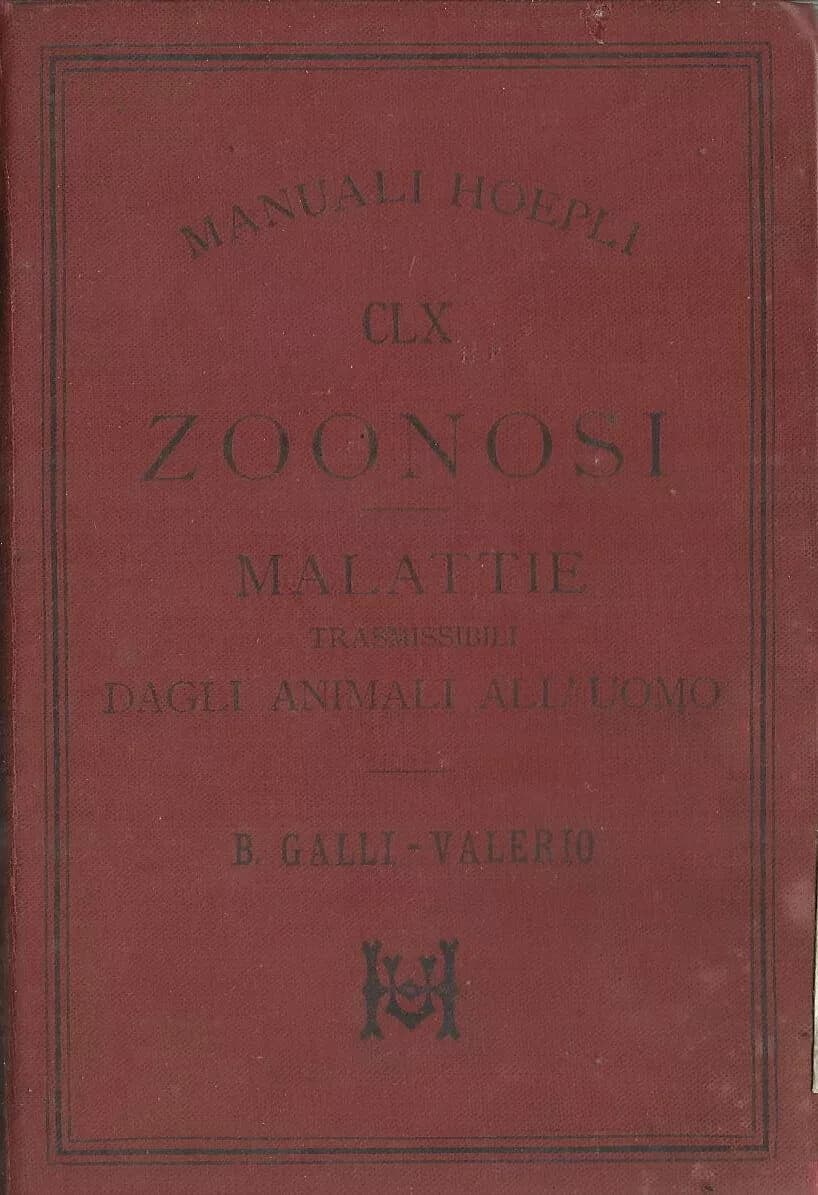 MANUALI HOEPLI
CLX
ZOONOSI
MALATTIE
TRASMISSIBILI
DAGLI ANIMALI ALL'UOMO
B. GALLI-VALERIO